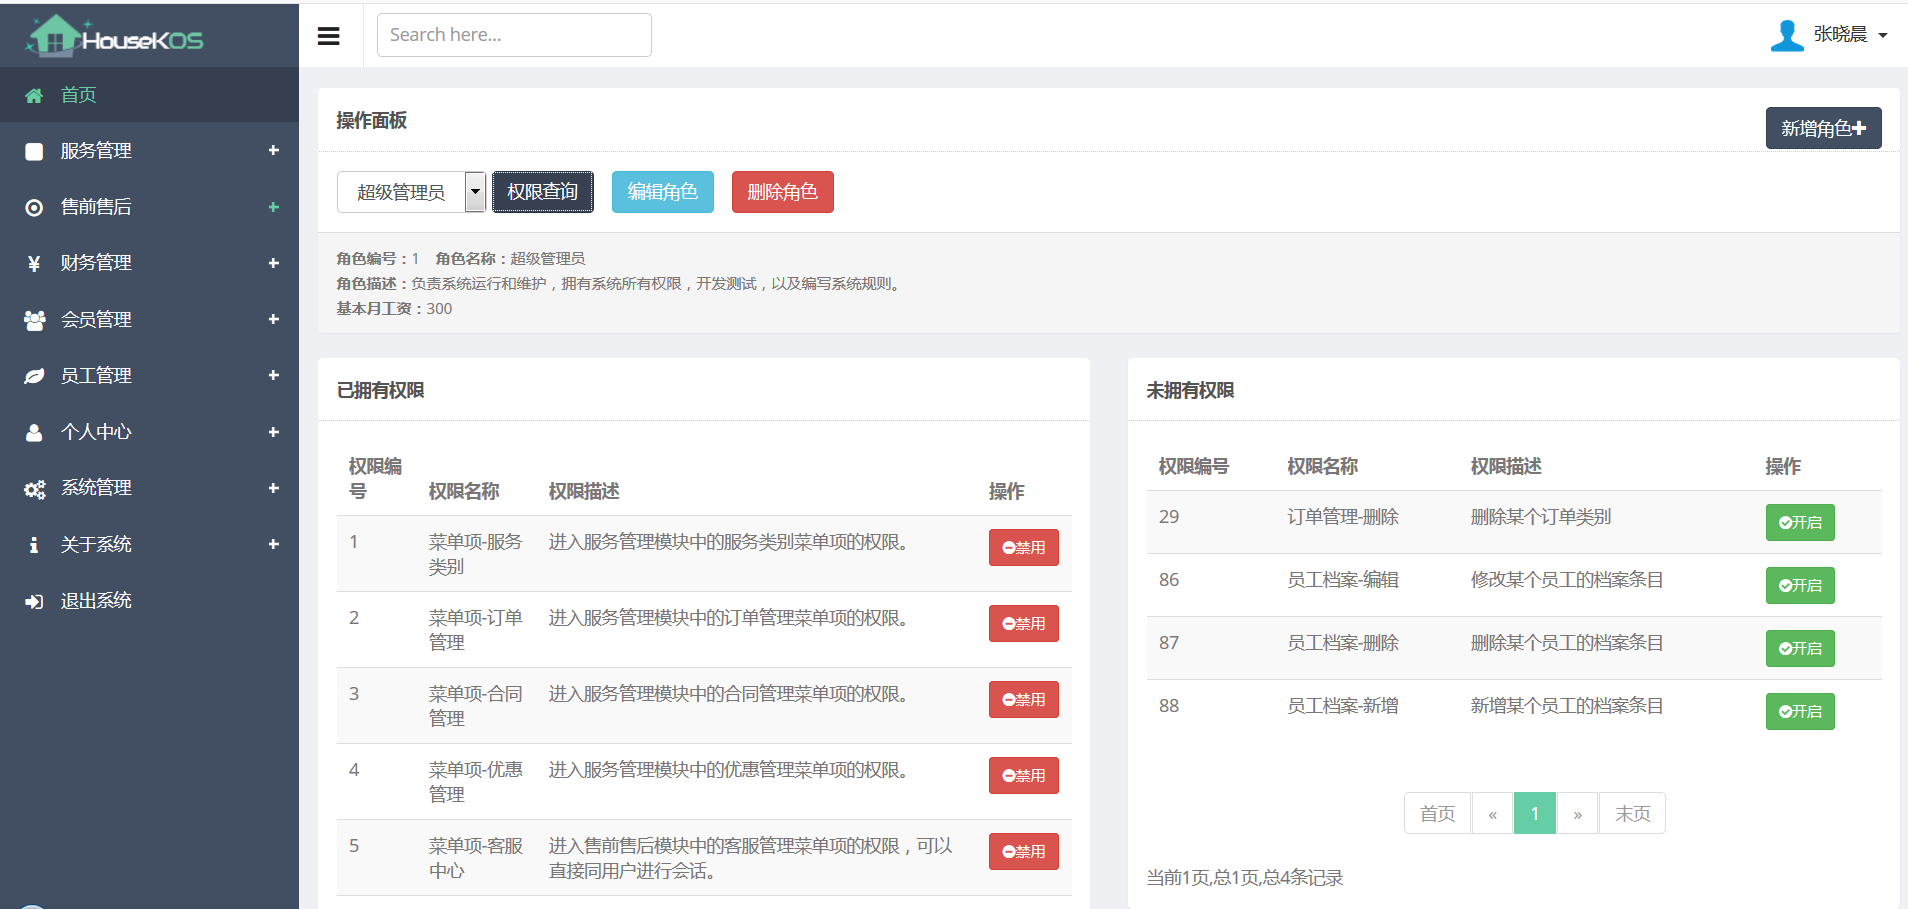 HouseKOS
Search here...
张晓晨
首页
服务管理
售前售后
财务管理
会员管理
员工管理
个人中心
系统管理
关于系统
退出系统
操作面板
新增角色
超级管理员 权限查询 编辑角色 删除角色
角色编号：1 角色名称：超级管理员
角色描述：负责系统运行和维护，拥有系统所有权限，开发测试，以及编写系统规则。
基本月工资：300
已拥有权限
权限编
号 权限名称 权限描述 操作
1 菜单项-服务 进入服务管理模块中的服务类别菜单项的权限。 禁用
类别
2 菜单项-订单 进入服务管理模块中的订单管理菜单项的权限。 禁用
管理
3 菜单项-合同 进入服务管理模块中的合同管理菜单项的权限。 禁用
管理
4 菜单项-优惠 进入服务管理模块中的优惠管理菜单项的权限。 禁用
管理
5 菜单项-客服 进入售前售后模块中的客服管理菜单项的权限，可以 禁用
中心 直接同用户进行会话。
未拥有权限
权限编号 权限名称 权限描述 操作
29 订单管理-删除 删除某个订单类别 开启
86 员工档案-编辑 修改某个员工的档案条目 开启
87 员工档案-删除 删除某个员工的档案条目 开启
88 员工档案-新增 新增某个员工的档案条目 开启
首页 « 1 » 末页
当前1页,总1页,总4条记录